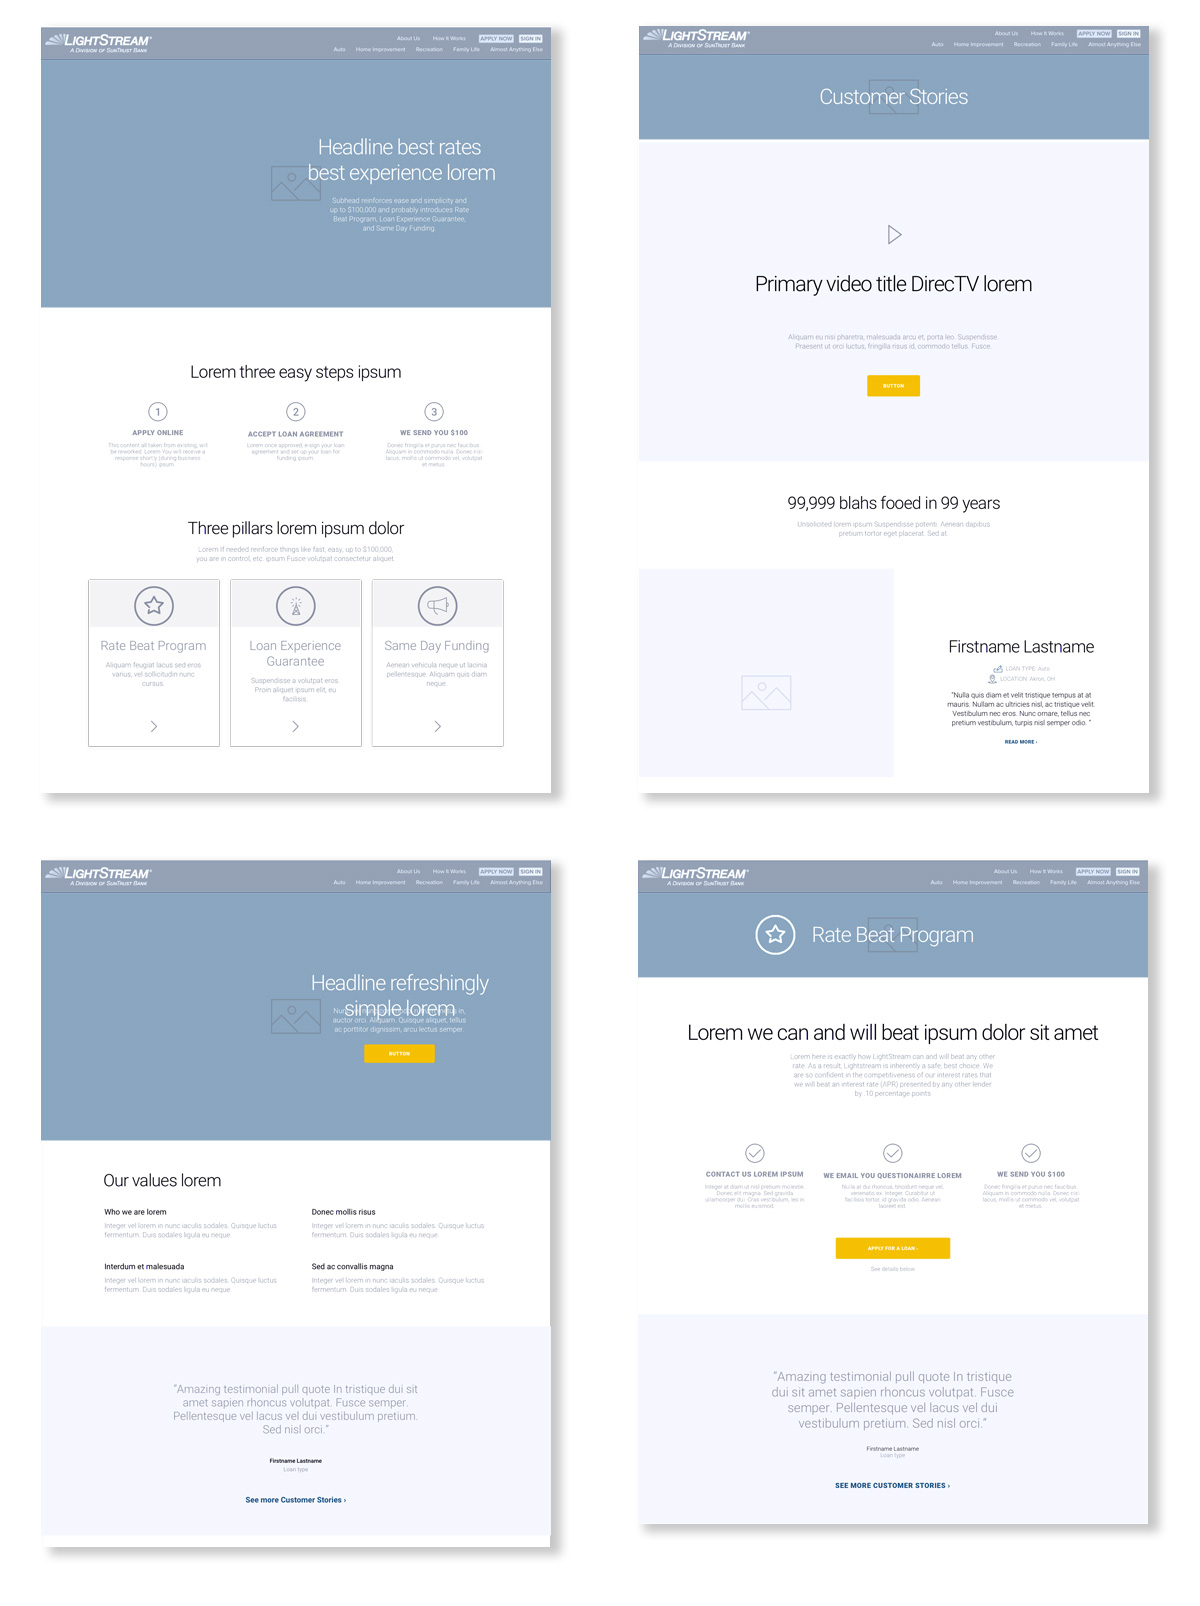 LIGHTSTREAM
A DIVISION OF SUNTRUST BANK
About Us How It Works APPLY NOW SIGN IN
Auto Home Improvement Recreation Family Life Almost Anything Else
Headline best rates
best experience lorem
Subhead reinforces ease and simplicity and
up to $100,000 and probably introduces Rate
Beat Program, Loan Experience Guarantee,
and Same Day Funding.
Lorem three easy steps ipsum
1
APPLY ONLINE
This content all taken from existing, will
be reworked. Lorem You will receive a
response shortly (during business
hours) ipsum
2
ACCEPT LOAN AGREEMENT
Lorem once approved, e-sign your loan
agreement and set up your loan for
funding ipsum
3
WE SEND YOU $100
Donec fringilla et purus nec faucibus.
Aliquam in commodo nulla. Donec nisi
lacus, mollis ut commodo vel, volutpat
et metus.
Three pillars lorem ipsum dolor
Lorem If needed reinforce things like fast, easy, up to $100,000,
you are in control, etc. ipsum Fusce volutpat consectetur aliquet.
Rate Beat Program
Aliquam feugiat lacus sed eros
varius, vel sollicitudin nunc
cursus.
Loan Experience
Guarantee
Suspendisse a volutpat eros.
Proin aliquet ipsum elit, eu
facilisis.
Same Day Funding
Aenean vehicula neque ut lacinia
pellentesque. Aliquam quis diam
neque.
LIGHTSTREAM
A DIVISION OF SUNTRUST BANK
About Us How It Works APPLY NOW SIGN IN
Auto Home Improvement Recreation Family Life Almost Anything Else
Customer Stories
Primary video title DirecTV lorem
Aliquam eu nisi pharetra, malesuada arcu et, porta leo. Suspendisse
Praesent ut orci luctus, fringilla risus id, commodo tellus. Fusce.
BUTTON
99,999 blahs fooed in 99 years
Unsolicited lorem ipsum Suspendisse potenti. Aenean dapibus
pretium tortor eget placerat. Sed at.
Firstname Lastname
LOAN TYPE: Auto
LOCATION: Akron, OH
"Nulla quis diam et velit tristique tempus at at
mauris. Nullam ac ultricies nisl, ac tristique velit.
Vestibulum nec eros. Nunc ornare, tellus nec
pretium vestibulum, turpis nisl semper odio. "
READ MORE ›
LIGHTSTREAM
A DIVISION OF SUNTRUST BANK
About Us How It Works APPLY NOW SIGN IN
Auto Home Improvement Recreation Family Life Almost Anything Else
Headline refreshingly
simple lorem
auctor orci. Aliquam. Quisque aliquet, tellus
ac porttitor dignissim, arcu lectus semper.
BUTTON
Our values lorem
Who we are lorem
Integer vel lorem in nunc iaculis sodales. Quisque luctus
fermentum. Duis sodales ligula eu neque.
Donec mollis risus
Integer vel lorem in nunc iaculis sodales. Quisque luctus
fermentum. Duis sodales ligula eu neque.
Interdum et malesuada
Integer vel lorem in nunc iaculis sodales. Quisque luctus
fermentum. Duis sodales ligula eu neque.
Sed ac convallis magna
Integer vel lorem in nunc iaculis sodales. Quisque luctus
fermentum. Duis sodales ligula eu neque.
"Amazing testimonial pull quote In tristique dui sit
amet sapien rhoncus volutpat. Fusce semper.
Pellentesque vel lacus vel dui vestibulum pretium.
Sed nisl orci."
Firstname Lastname
Loan type
See more Customer Stories ›
LIGHTSTREAM
A DIVISION OF SUNTRUST BANK
About Us How It Works APPLY NOW SIGN IN
Auto Home Improvement Recreation Family Life Almost Anything Else
Rate Beat Program
Lorem we can and will beat ipsum dolor sit amet
Lorem here is exactly how LightStream can and will beat any other
rate. As a result, Lightstream is inherently a safe, best choice. We
are so confident in the competitiveness of our interest rates that
we will beat an interest rate (APR) presented by any other lender
by .10 percentage points.
CONTACT US LOREM IPSUM
Integer at diam ut nisl pretium molestie.
Donec elit magna. Sed gravida,
ullamcorper dui. Cras vestibulum, leo in
mollis euismod.
WE EMAIL YOU QUESTIONAIRRE LOREM
Nulla at dui rhoncus, tincidunt neque vel,
venenatis ex. Integer. Curabitur ut
facilisis tortor, id gravida odio. Aenean
laoreet est.
WE SEND YOU $100
Donec fringilla et purus nec faucibus.
Aliquam in commodo nulla. Donec nisi
lacus, mollis ut commodo vel, volutpat
et metus.
APPLY FOR A LOAN ›
See details below
"Amazing testimonial pull quote In tristique
dui sit amet sapien rhoncus volutpat. Fusce
semper. Pellentesque vel lacus vel dui
vestibulum pretium. Sed nisl orci."
Firstname Lastname
Loan type
SEE MORE CUSTOMER STORIES ›